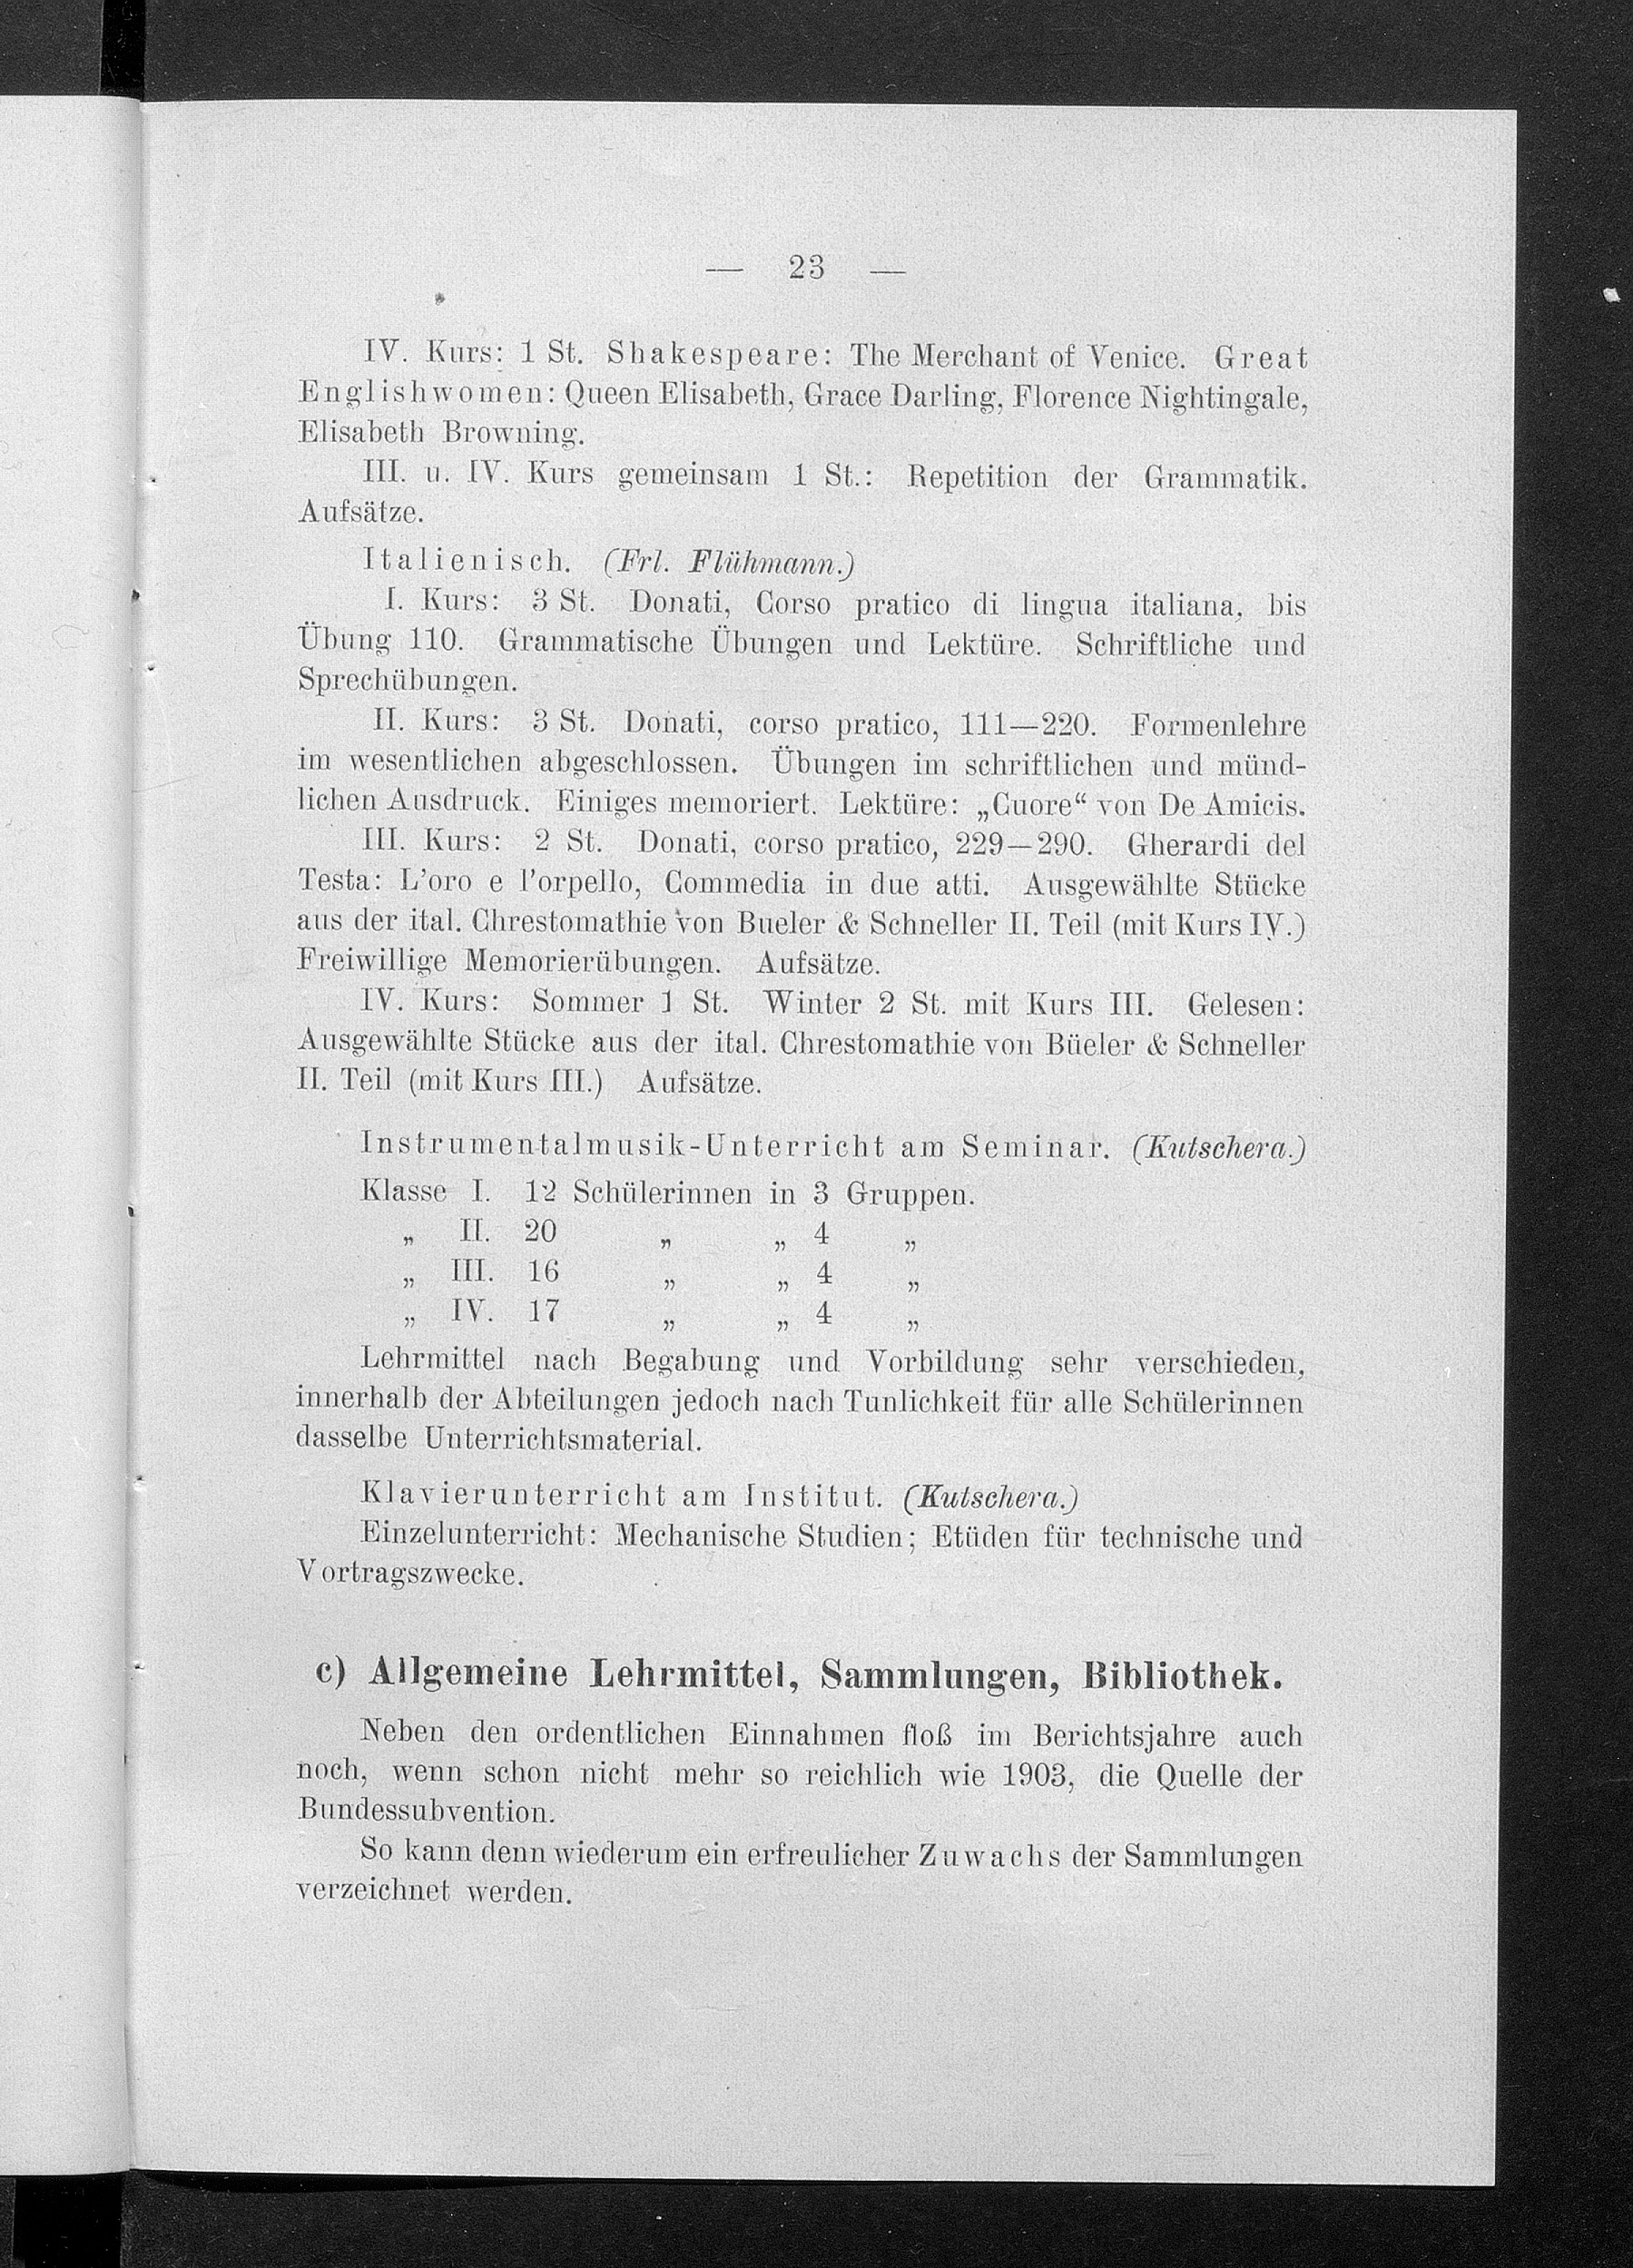 — 23 —
IV. Kurs: 1 St. Shakespeare: The Merchant of Venice. Great
Englishwomen: Queen Elisabeth, Grace Darling, Florence Nightingale,
Elisabeth Browning.
III. u. IV. Kurs gemeinsam 1 St.: Repetition der Grammatik.
Aufsätze.
Italienisch. (Frl. Flühmann.)
I. Kurs: 3 St. Donati, Corso pratico di lingua italiana, bis
Übung 110. Grammatische Übungen und Lektüre. Schriftliche und
Sprechübungen.
II. Kurs: 3 St. Donati, corso pratico, 111—220. Formenlehre
im wesentlichen abgeschlossen. Übungen im schriftlichen und münd-
lichen Ausdruck. Einiges memoriert. Lektüre: „Cuore“ von De Amicis.
III. Kurs: 2 St. Donati, corso pratico, 229—290. Gherardi del
Testa: L'oro e l'orpello, Commedia in due atti. Ausgewählte Stücke
aus der ital. Chrestomathie von Bueler & Schneller II. Teil (mit Kurs IV.)
Freiwillige Memorierübungen. Aufsätze.
IV. Kurs: Sommer 1 St. Winter 2 St. mit Kurs III. Gelesen:
Ausgewählte Stücke aus der ital. Chrestomathie von Büeler & Schneller
II. Teil (mit Kurs III.) Aufsätze.
Instrumentalmusik-Unterricht am Seminar. (Kutschera.)
Klasse I. 12 Schülerinnen in 3 Gruppen.
„ II. 20 „ „ 4 „
„ III. 16 „ „ 4 „
„ IV. 17 „ „ 4 „
Lehrmittel nach Begabung und Vorbildung sehr verschieden,
innerhalb der Abteilungen jedoch nach Tunlichkeit für alle Schülerinnen
dasselbe Unterrichtsmaterial.
Klavierunterricht am Institut. (Kutschera.)
Einzelunterricht: Mechanische Studien; Etüden für technische und
Vortragszwecke.
c) Allgemeine Lehrmittel, Sammlungen, Bibliothek.
Neben den ordentlichen Einnahmen floß im Berichtsjahre auch
noch, wenn schon nicht mehr so reichlich wie 1903, die Quelle der
Bundessubvention.
So kann denn wiederum ein erfreulicher Zuwachs der Sammlungen
verzeichnet werden.